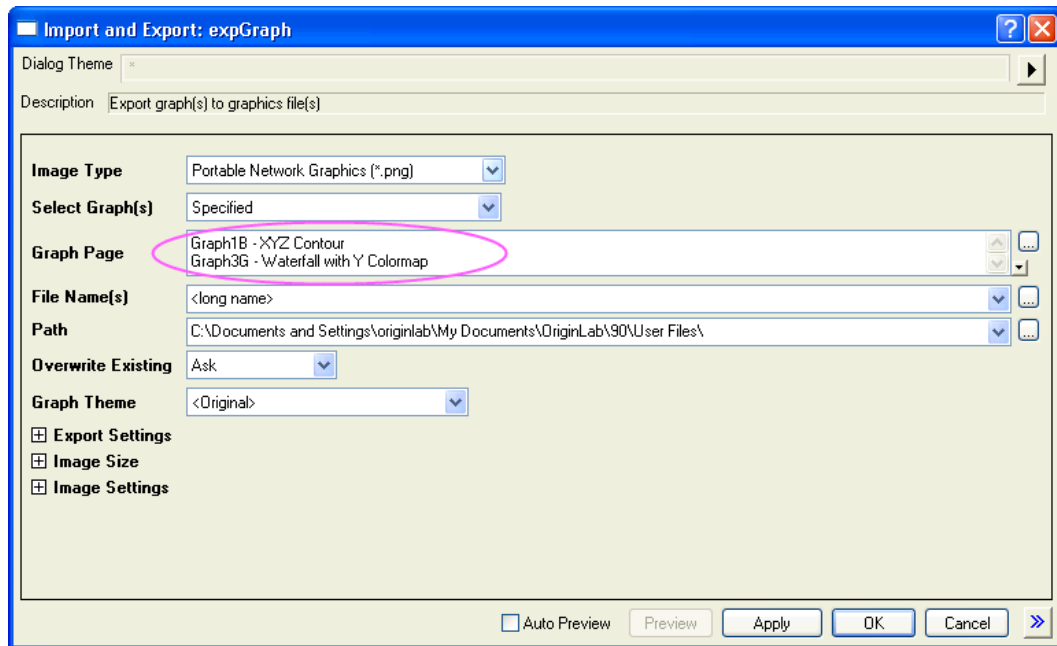 Import and Export: expGraph
Dialog Theme *
Description Export graph(s) to graphics file(s)
Image Type Portable Network Graphics (*.png)
Select Graph(s) Specified
Graph Page
Graph1B - XYZ Contour
Graph3G - Waterfall with Y Colormap
...
File Name(s) <long name> ...
Path C:\Documents and Settings\originlab\My Documents\OriginLab\90\User Files\ ...
Overwrite Existing Ask
Graph Theme <Original>
Export Settings
Image Size
Image Settings
Auto Preview Preview Apply OK Cancel